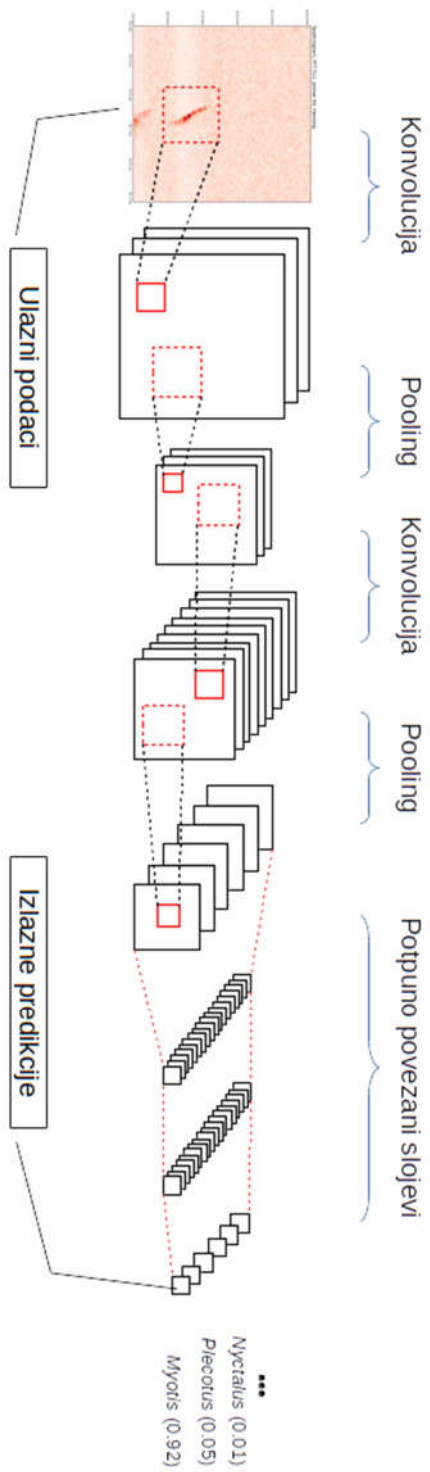 Konvolucija
Pooling
Konvolucija
Pooling
Potpuno povezani slojevi
•••
Nyctalus (0.01)
Plecotus (0.05)
Myotis (0.92)
Ulazni podaci
Izlazne predikcije